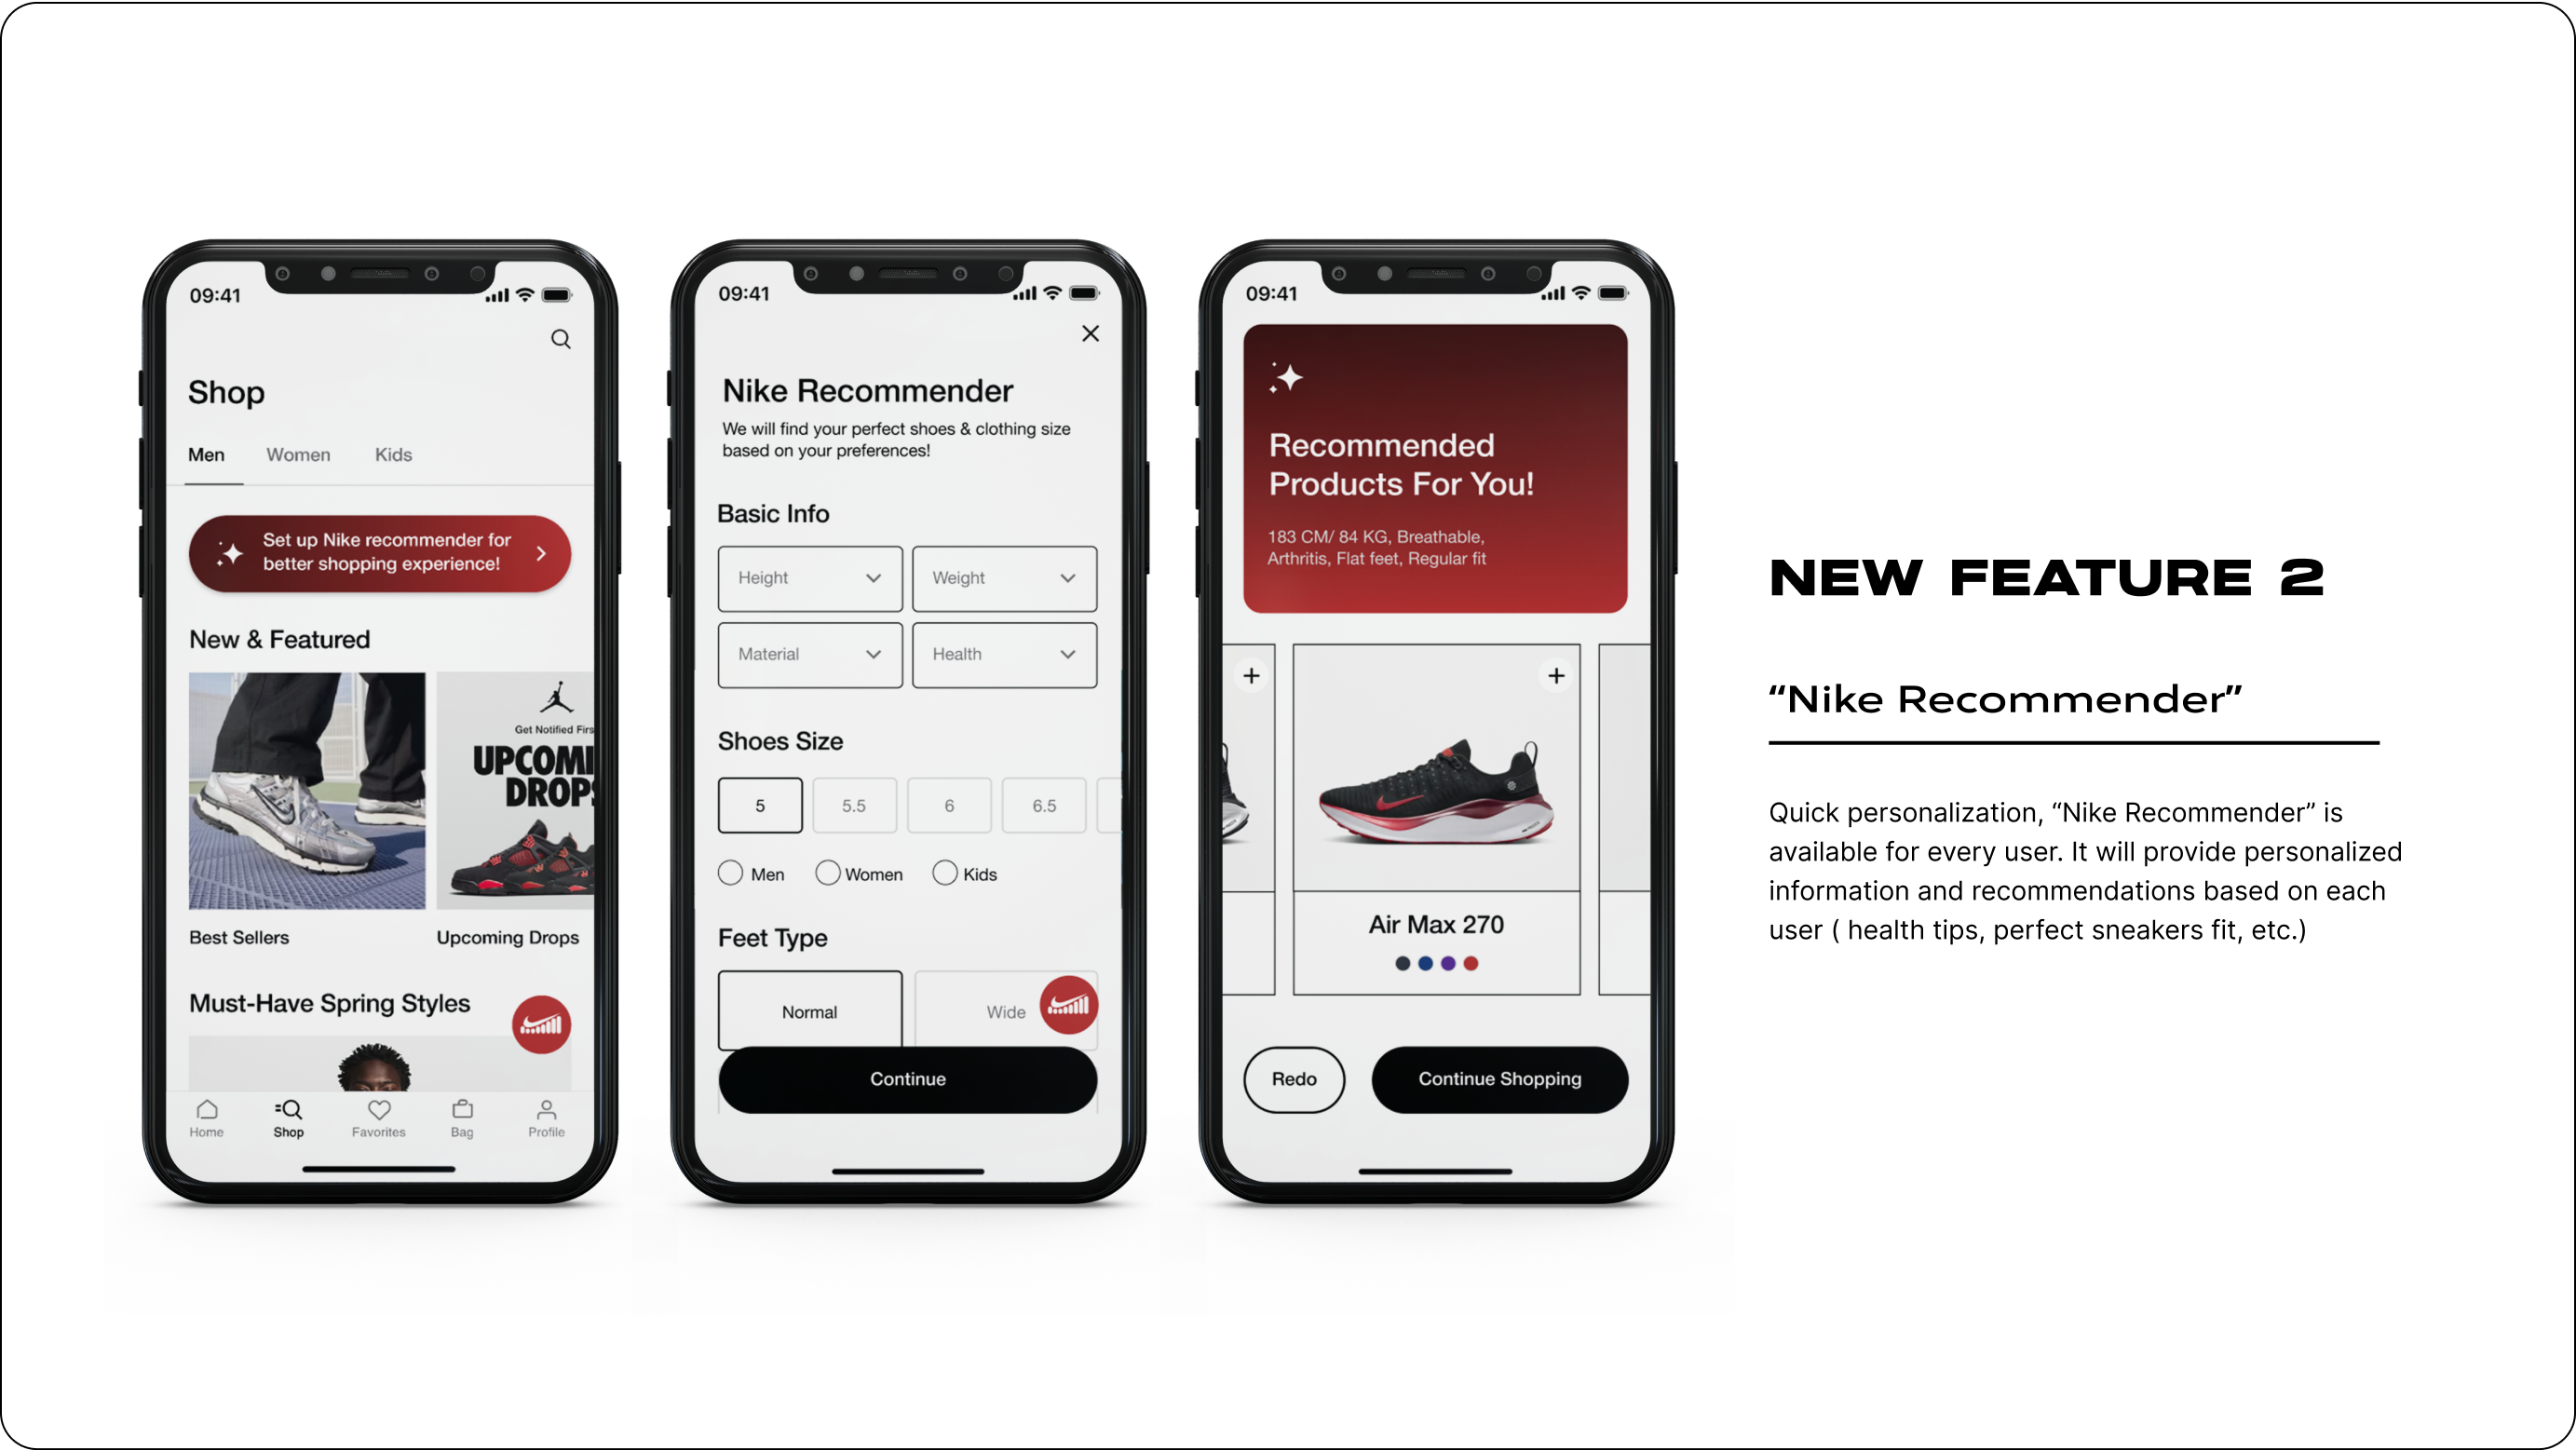 09:41
Shop
Men
Women
Kids
Set up Nike recommender for
better shopping experience!
New & Featured
Get Notified Firs
UPCOMI
DROPS
Best Sellers
Upcoming Drops
Must-Have Spring Styles
Home
Shop
Favorites
Bag
Profile
09:41
Nike Recommender
We will find your perfect shoes & clothing size
based on your preferences!
Basic Info
Height
Weight
Material
Health
Shoes Size
5
5.5
6
6.5
Men
Women
Kids
Feet Type
Normal
Wide
Continue
09:41
Recommended
Products For You!
183 CM/ 84 KG, Breathable,
Arthritis, Flat feet, Regular fit
Air Max 270
Redo
Continue Shopping
NEW FEATURE 2
“Nike Recommender”
Quick personalization, “Nike Recommender” is
available for every user. It will provide personalized
information and recommendations based on each
user ( health tips, perfect sneakers fit, etc.)